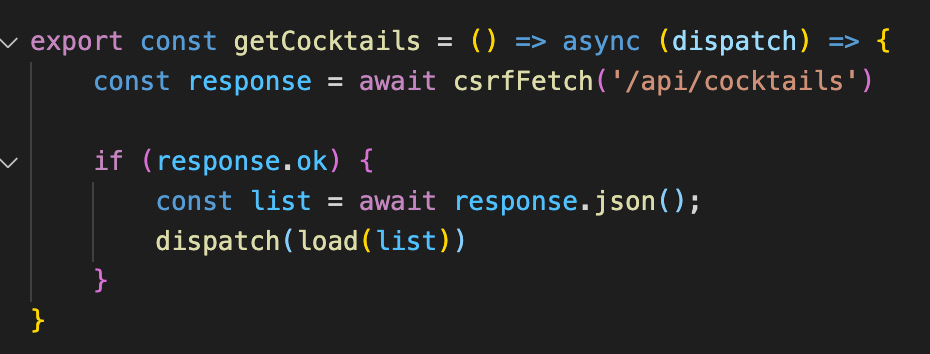 export const getCocktails = () => async (dispatch) => {
    const response = await csrfFetch('/api/cocktails')

    if (response.ok) {
        const list = await response.json();
        dispatch(load(list))
    }
}